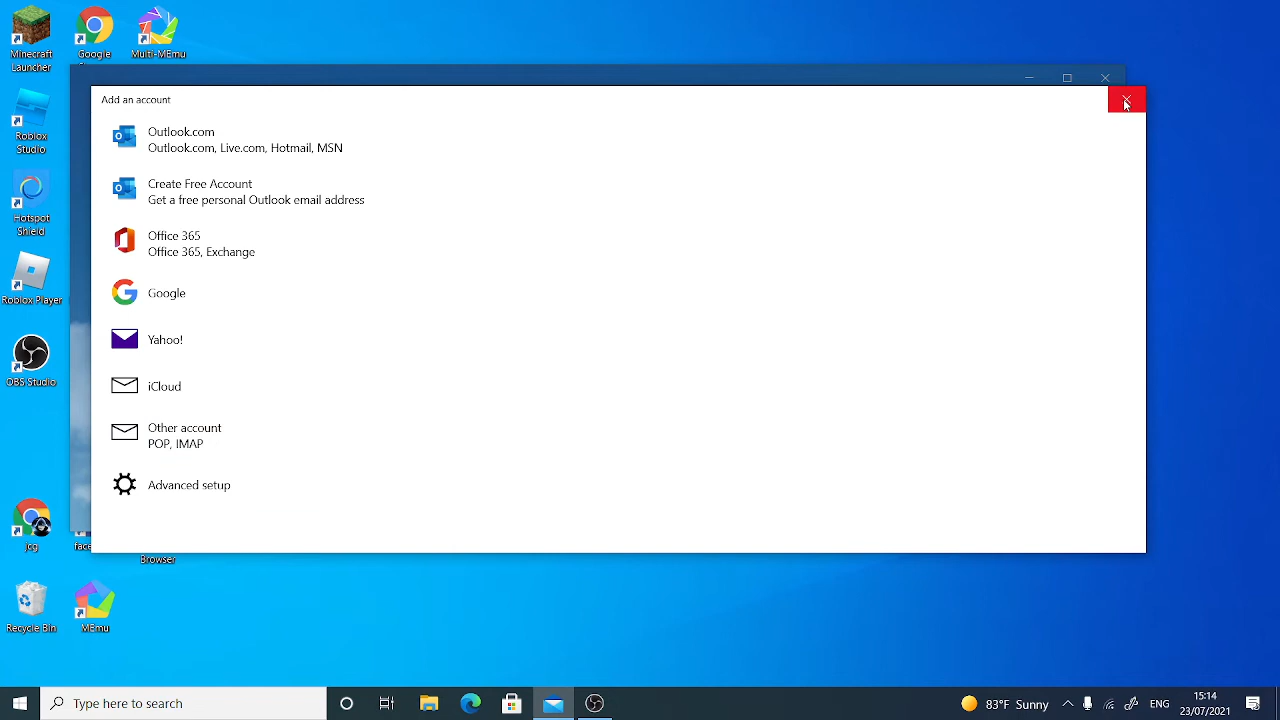 Minecraft
Launcher
Google
Multi-MEmu
Roblox
Studio
Hotspot
Shield
Roblox Player
OBS Studio
jcg
Browser
Recycle Bin
MEmu
Add an account
Outlook.com
Outlook.com, Live.com, Hotmail, MSN
Create Free Account
Get a free personal Outlook email address
Office 365
Office 365, Exchange
Google
Yahoo!
iCloud
Other account
POP, IMAP
Advanced setup
Type here to search
83°F Sunny
ENG
15:14
23/07/2021